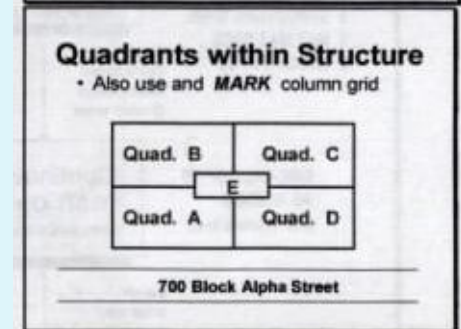 Quadrants within Structure
• Also use and MARK column grid
Quad. B Quad. C
E
Quad. A Quad. D
700 Block Alpha Street